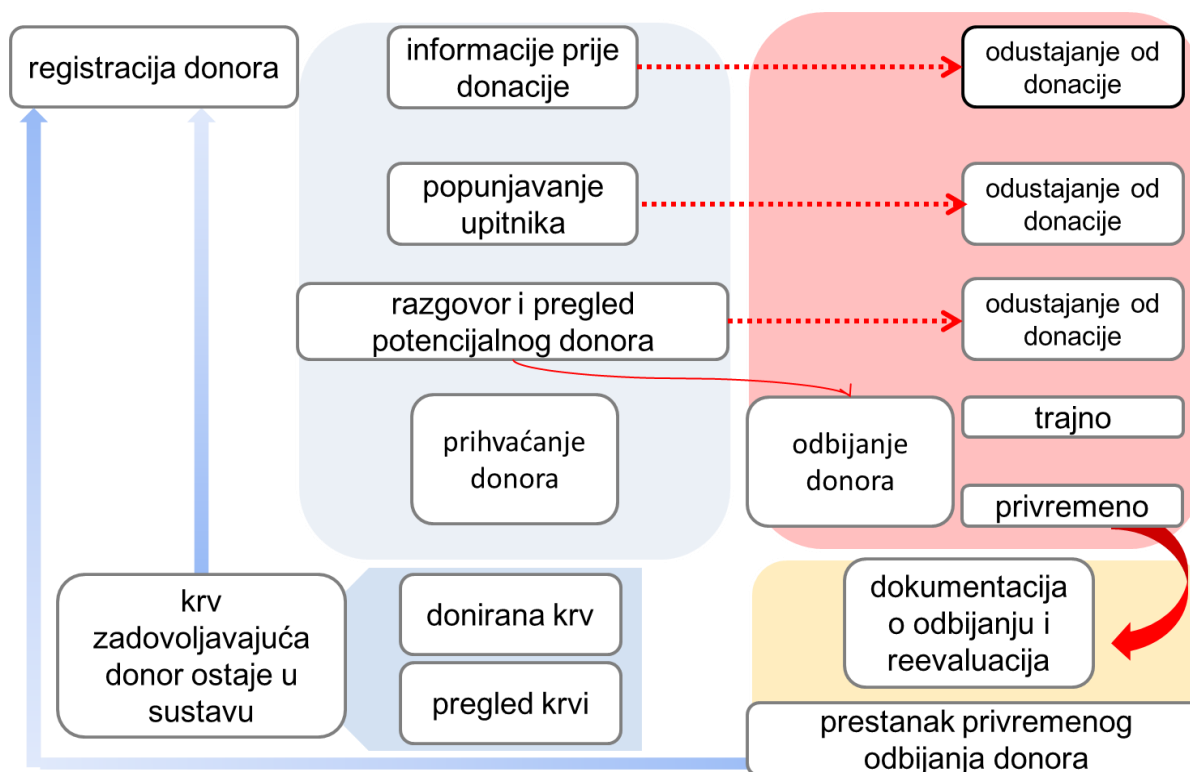 registracija donora
informacije prije
donacije
odustajanje od
donacije
popunjavanje
upitnika
odustajanje od
donacije
razgovor i pregled
potencijalnog donora
odustajanje od
donacije
prihvaćanje
donora
odbijanje
donora
trajno
privremeno
krv
zadovoljavajuća
donor ostaje u
sustavu
donirana krv
pregled krvi
dokumentacija
o odbijanju i
reevaluacija
prestanak privremenog
odbijanja donora